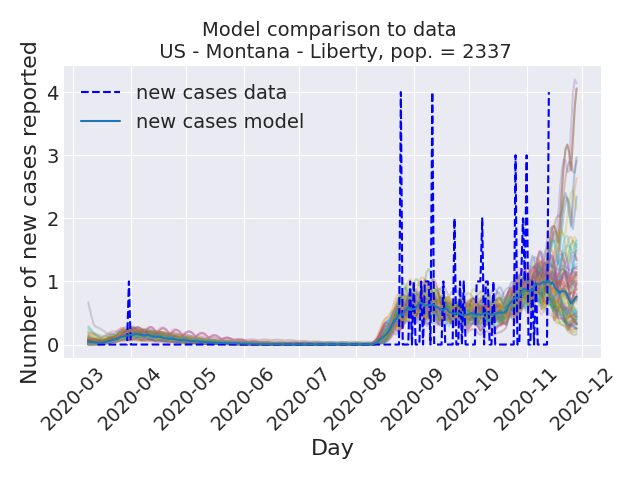 Model comparison to data
US - Montana - Liberty, pop. = 2337
Number of new cases reported
4
3
2
1
0
new cases data
new cases model
2020-03
2020-04
2020-05
2020-06
2020-07
2020-08
2020-09
2020-10
2020-11
2020-12
Day